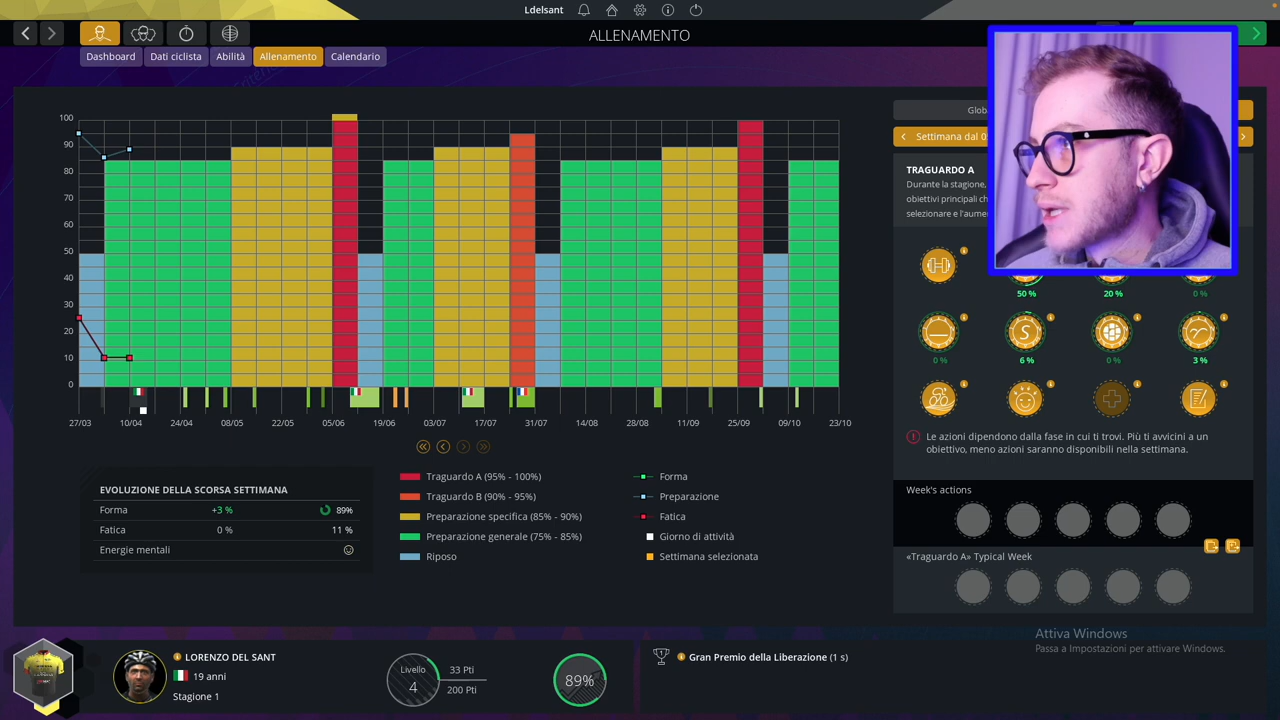 Ldelsant
ALLENAMENTO
Dashboard Dati ciclista Abilità Allenamento Calendario
Settimana dal
TRAGUARDO A
Durante la stagione,
obiettivi principali
selezionare e
50 % 20 % 0 %
0 % 6 % 0 % 3 %
Le azioni dipendono dalla fase in cui ti trovi. Più ti avvicini a un
obiettivo, meno azioni saranno disponibili nella settimana.
Week's actions
«Traguardo A» Typical Week
100
90
80
70
60
50
40
30
20
10
0
27/03 10/04 24/04 08/05 22/05 05/06 19/06 03/07 17/07 31/07 14/08 28/08 11/09 25/09 09/10 23/10
EVOLUZIONE DELLA SCORSA SETTIMANA
Forma +3 % 89%
Fatica 0 % 11 %
Energie mentali
Traguardo A (95% - 100%)
Traguardo B (90% - 95%)
Preparazione specifica (85% - 90%)
Preparazione generale (75% - 85%)
Riposo
Forma
Preparazione
Fatica
Giorno di attività
Settimana selezionata
Attiva Windows
Passa a Impostazioni per attivare Windows.
LORENZO DEL SANT
19 anni
Stagione 1
Livello
4
33 Pti
200 Pti
89%
Gran Premio della Liberazione (1 s)